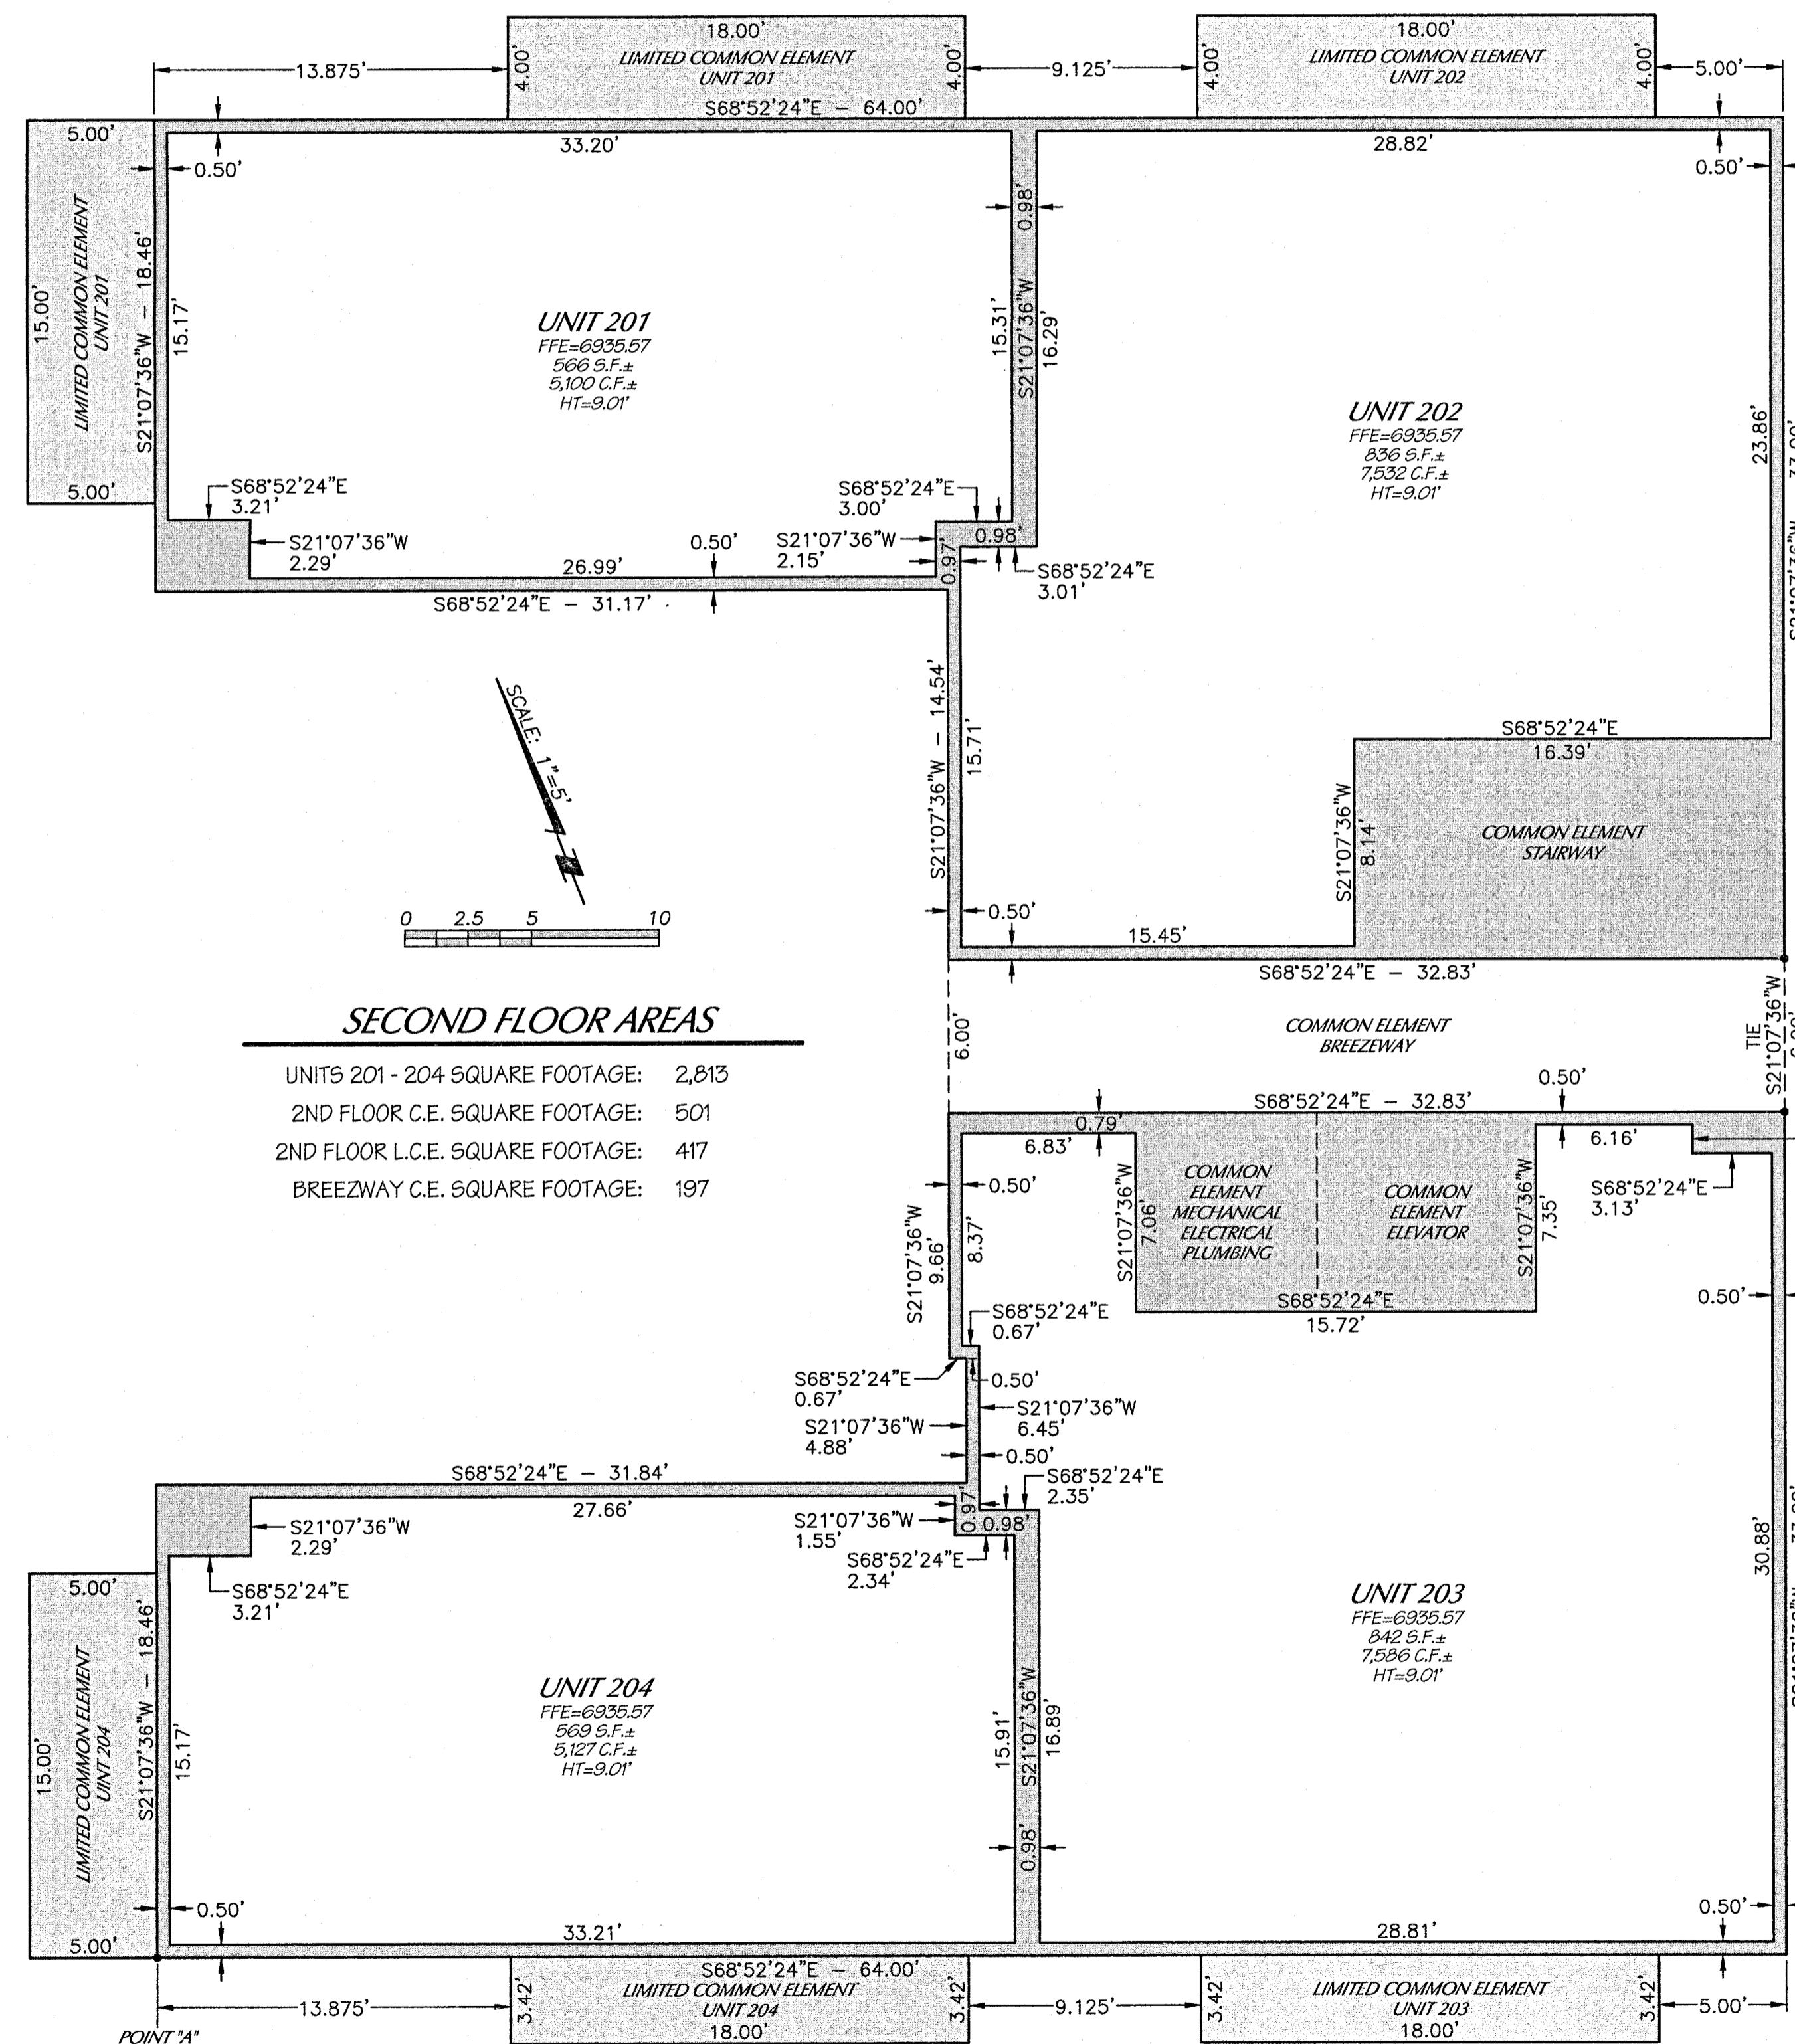 18.00'
LIMITED COMMON ELEMENT
UNIT 201
4.00'
4.00'
13.875'
9.125'
18.00'
LIMITED COMMON ELEMENT
UNIT 202
4.00'
4.00'
5.00'
S68°52'24"E – 64.00'
5.00'
0.50'
33.20'
28.82'
0.50'
15.00'
LIMITED COMMON ELEMENT
UNIT 201
5.00'
S21°07'36"W – 18.46'
15.17'
UNIT 201
FFE=6935.57
566 S.F.±
5,100 C.F.±
HT=9.01'
15.31'
S21°07'36"W
0.98'
16.29'
UNIT 202
FFE=6935.57
836 S.F.±
7,532 C.F.±
HT=9.01'
23.86'
S68°52'24"E
3.21'
S21°07'36"W
2.29'
26.99'
0.50'
S68°52'24"E
3.00'
S21°07'36"W
2.15'
0.98'
0.97'
S68°52'24"E
3.01'
S68°52'24"E – 31.17'
SCALE: 1"=5'
0 2.5 5 10
S21°07'36"W – 14.54'
15.71'
S68°52'24"E
16.39'
S21°07'36"W
8.14'
COMMON ELEMENT
STAIRWAY
0.50'
15.45'
S68°52'24"E – 32.83'
SECOND FLOOR AREAS
UNITS 201 - 204 SQUARE FOOTAGE: 2,813
2ND FLOOR C.E. SQUARE FOOTAGE: 501
2ND FLOOR L.C.E. SQUARE FOOTAGE: 417
BREEZWAY C.E. SQUARE FOOTAGE: 197
6.00'
COMMON ELEMENT
BREEZEWAY
TIE
S21°07'36"W
S68°52'24"E – 32.83'
0.50'
0.79'
6.83'
0.50'
6.16'
S68°52'24"E
3.13'
S21°07'36"W
9.66'
8.37'
S21°07'36"W
7.06'
COMMON
ELEMENT
MECHANICAL
ELECTRICAL
PLUMBING
COMMON
ELEMENT
ELEVATOR
S21°07'36"W
7.35'
S68°52'24"E
15.72'
0.50'
S68°52'24"E
0.67'
S68°52'24"E
0.67'
0.50'
S21°07'36"W
4.88'
S21°07'36"W
6.45'
0.50'
S68°52'24"E – 31.84'
27.66'
S68°52'24"E
2.35'
0.97'
0.98'
S21°07'36"W
1.55'
S68°52'24"E
2.34'
S21°07'36"W
2.29'
S68°52'24"E
3.21'
5.00'
15.00'
LIMITED COMMON ELEMENT
UINT 204
5.00'
S21°07'36"W – 18.46'
15.17'
UNIT 204
FFE=6935.57
569 S.F.±
5,127 C.F.±
HT=9.01'
15.91'
S21°07'36"W
0.98'
16.89'
UNIT 203
FFE=6935.57
842 S.F.±
7,586 C.F.±
HT=9.01'
30.88'
0.50'
33.21'
28.81'
0.50'
S68°52'24"E – 64.00'
13.875'
3.42'
LIMITED COMMON ELEMENT
UNIT 204
18.00'
3.42'
9.125'
3.42'
LIMITED COMMON ELEMENT
UNIT 203
18.00'
3.42'
5.00'
POINT "A"